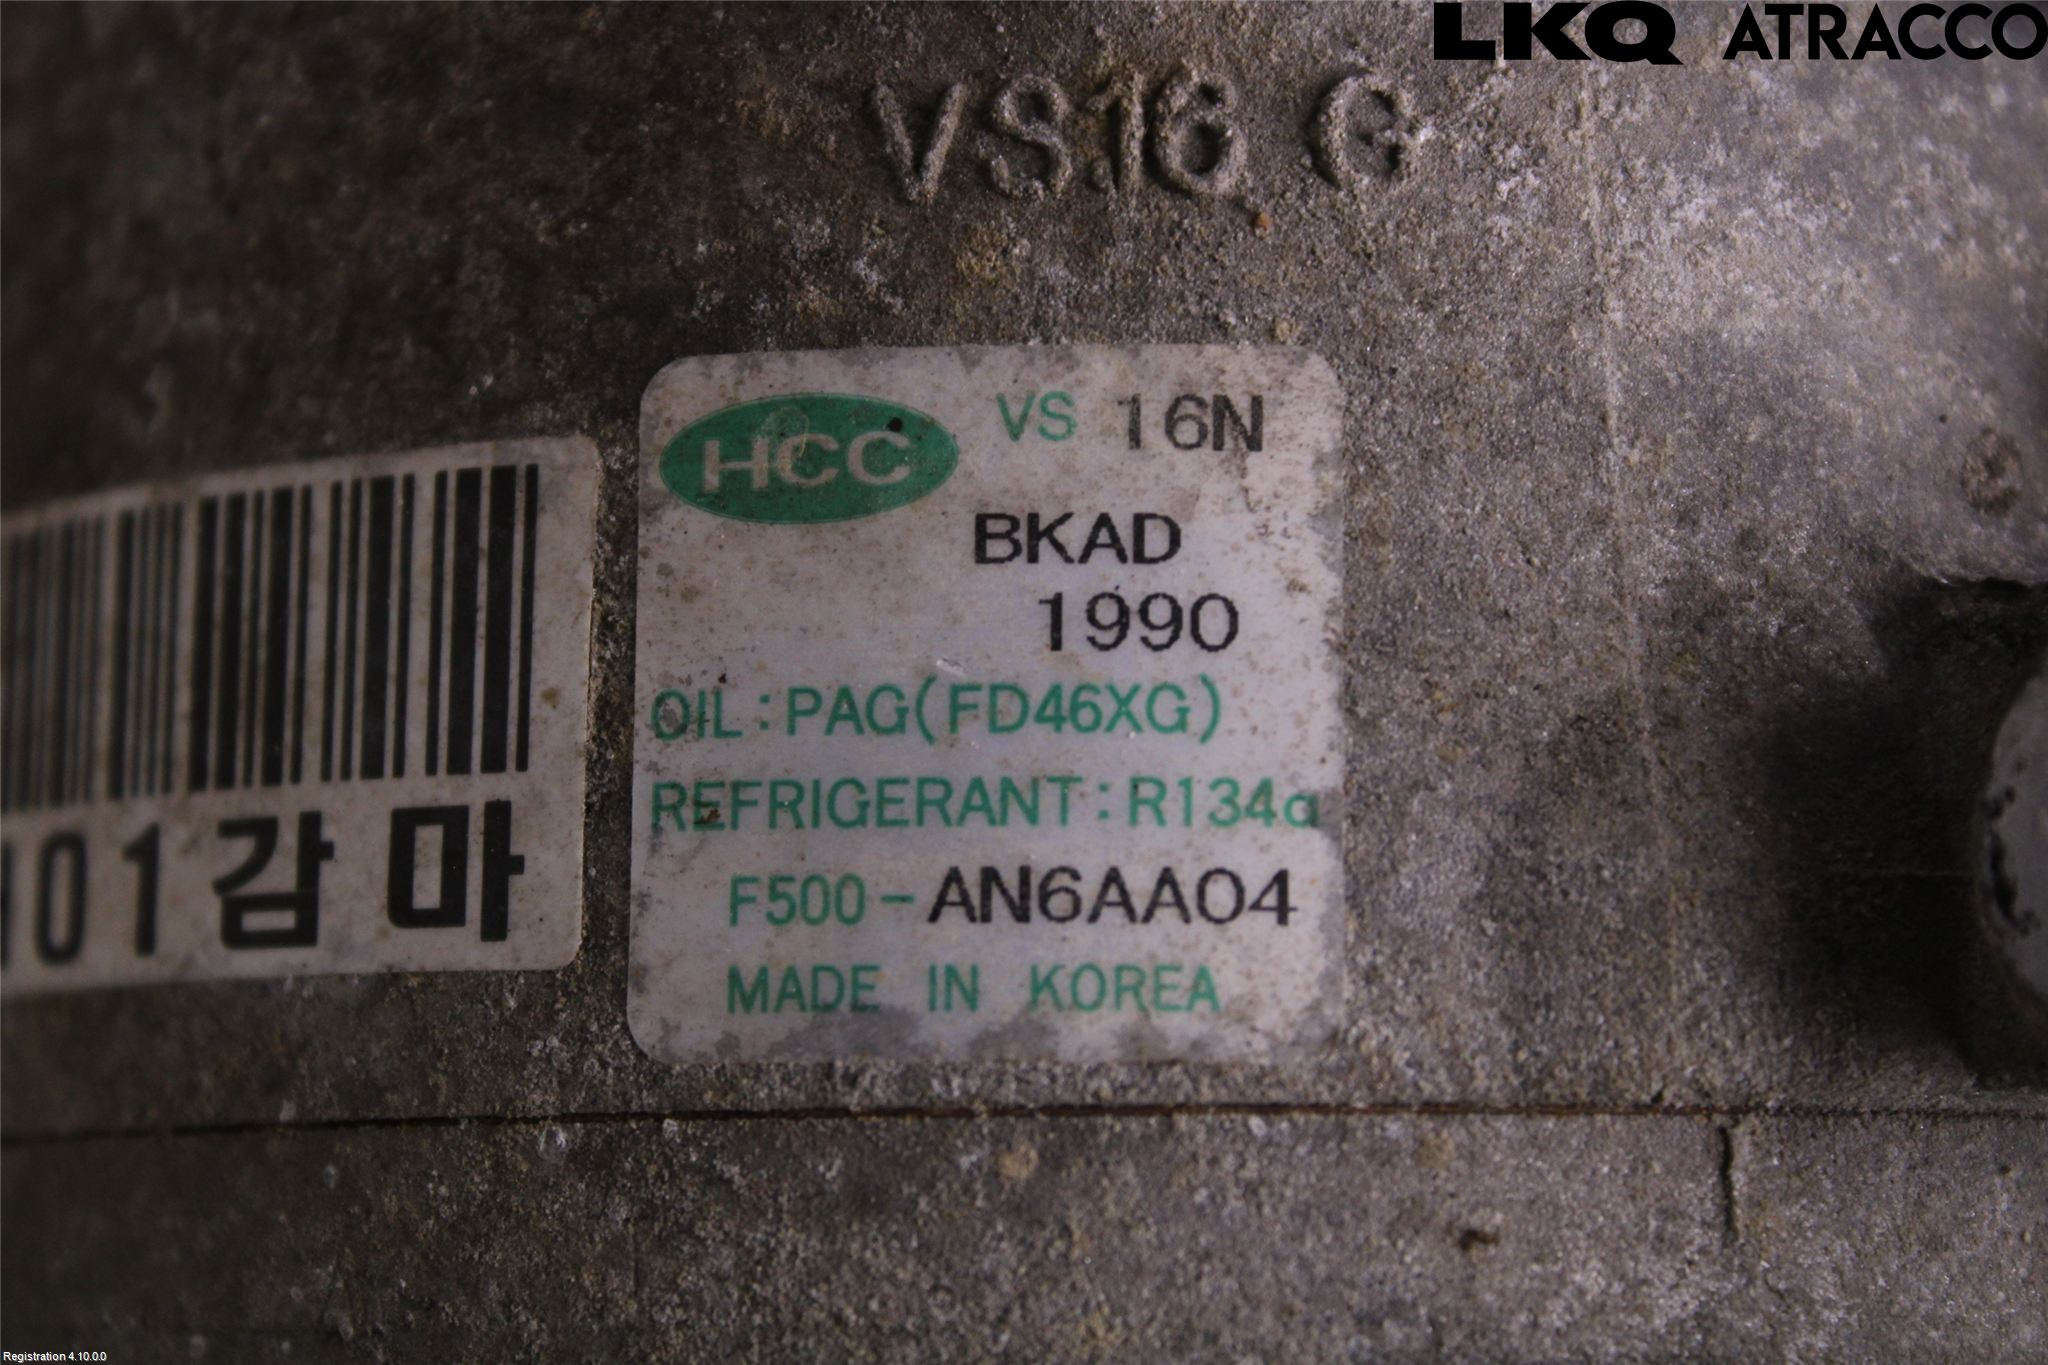 LKQ ATRACCO
VS16 G
HCC VS 16N
BKAD
1990
OIL : PAG(FD46XG)
REFRIGERANT : R134a
F500-AN6AA04
MADE IN KOREA
01감마
Registration 4.10.0.0